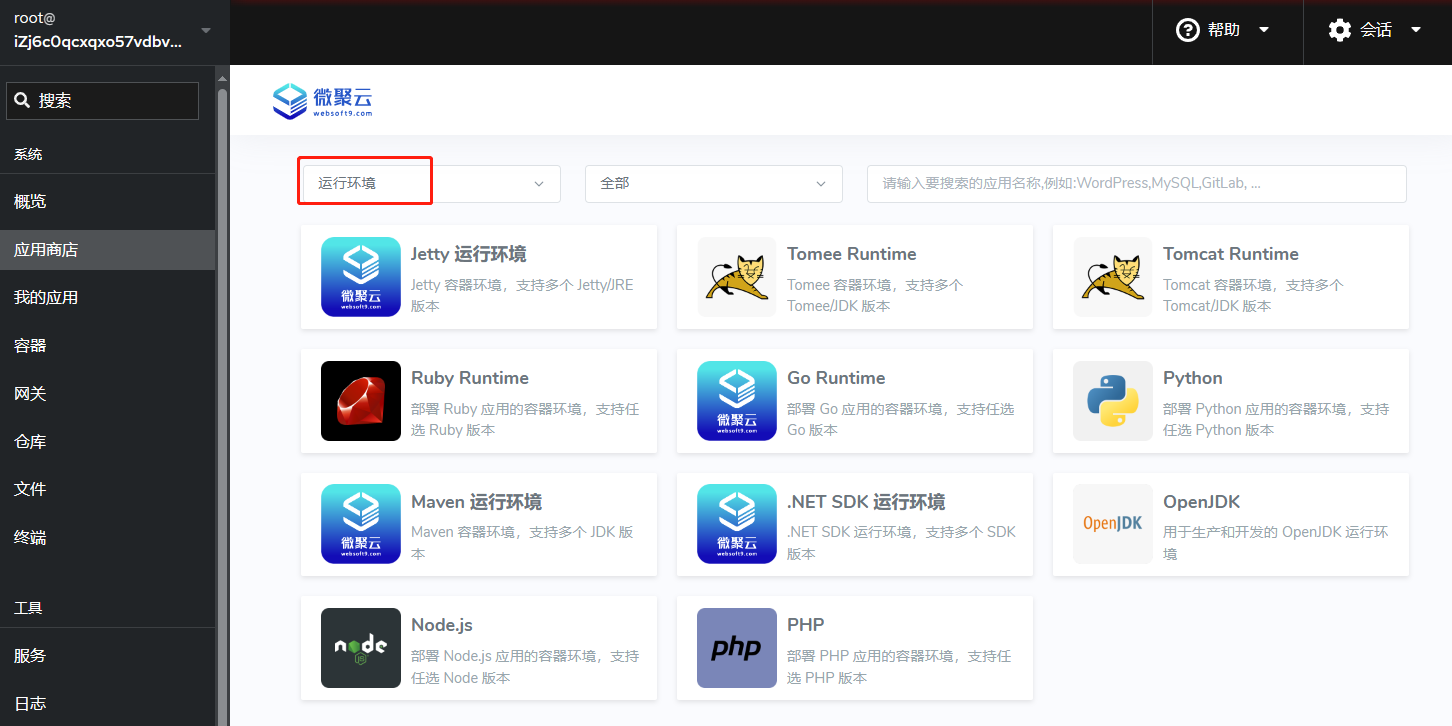 root@
iZj6c0qcxqxo57vdbv...
帮助
会话
搜索
系统
概览
应用商店
我的应用
容器
网关
仓库
文件
终端
工具
服务
日志
微聚云
websoft9.com
运行环境
全部
请输入要搜索的应用名称,例如:WordPress,MySQL,GitLab, ...
微聚云
websoft9.com
Jetty 运行环境
Jetty 容器环境，支持多个 Jetty/JRE
版本
Tomee Runtime
Tomee 容器环境，支持多个
Tomee/JDK 版本
Tomcat Runtime
Tomcat 容器环境，支持多个
Tomcat/JDK 版本
Ruby Runtime
部署 Ruby 应用的容器环境，支持任
选 Ruby 版本
微聚云
websoft9.com
Go Runtime
部署 Go 应用的容器环境，支持任选
Go 版本
Python
部署 Python 应用的容器环境，支持
任选 Python 版本
微聚云
websoft9.com
Maven 运行环境
Maven 容器环境，支持多个 JDK 版
本
微聚云
websoft9.com
.NET SDK 运行环境
.NET SDK 运行环境，支持多个 SDK
版本
OpenJDK
OpenJDK
用于生产和开发的 OpenJDK 运行环
境
node
JS
Node.js
部署 Node.js 应用的容器环境，支持
任选 Node 版本
php
PHP
部署 PHP 应用的容器环境，支持任
选 PHP 版本